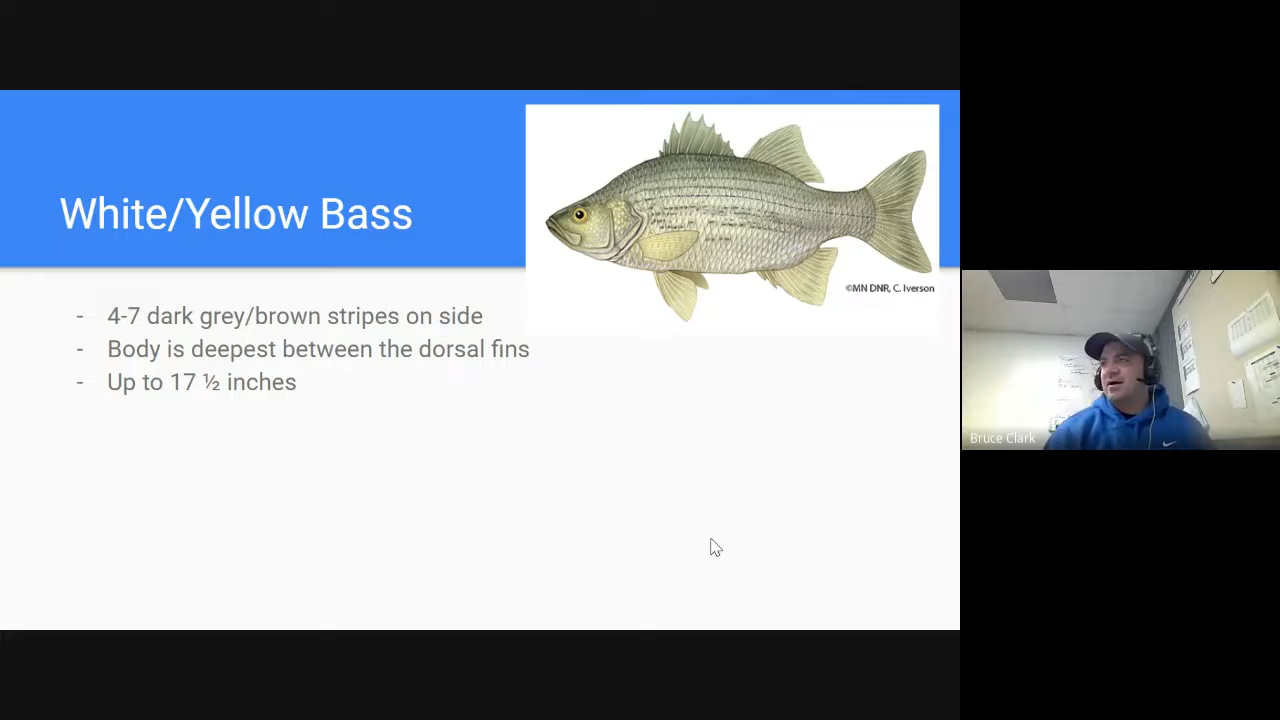 White/Yellow Bass
©MN DNR, C. Iverson
- 4-7 dark grey/brown stripes on side
- Body is deepest between the dorsal fins
- Up to 17 ½ inches
Bruce Clark